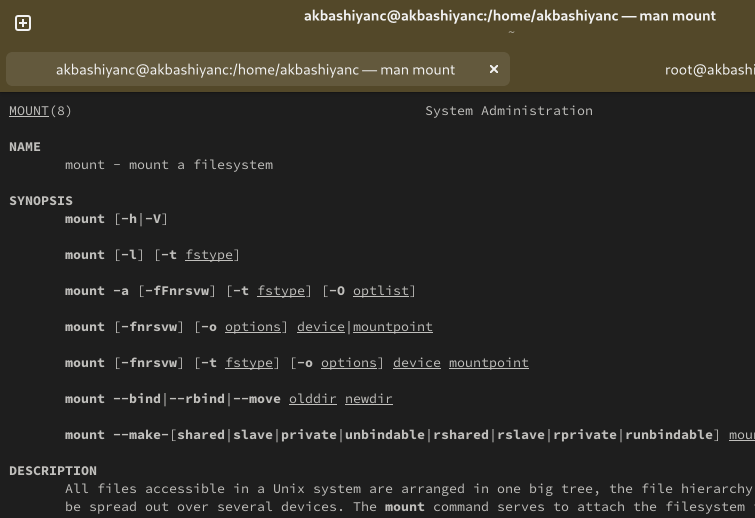 akbashiyanc@akbashiyanc:/home/akbashiyanc — man mount
~
akbashiyanc@akbashiyanc:/home/akbashiyanc — man mount × root@akbashi
MOUNT(8) System Administration
NAME
mount - mount a filesystem
SYNOPSIS
mount [-h|-V]
mount [-l] [-t fstype]
mount -a [-fFnrsvw] [-t fstype] [-O optlist]
mount [-fnrsvw] [-o options] device|mountpoint
mount [-fnrsvw] [-t fstype] [-o options] device mountpoint
mount --bind|--rbind|--move olddir newdir
mount --make-[shared|slave|private|unbindable|rshared|rslave|rprivate|runbindable] mou
DESCRIPTION
All files accessible in a Unix system are arranged in one big tree, the file hierarchy
be spread out over several devices. The mount command serves to attach the filesystem